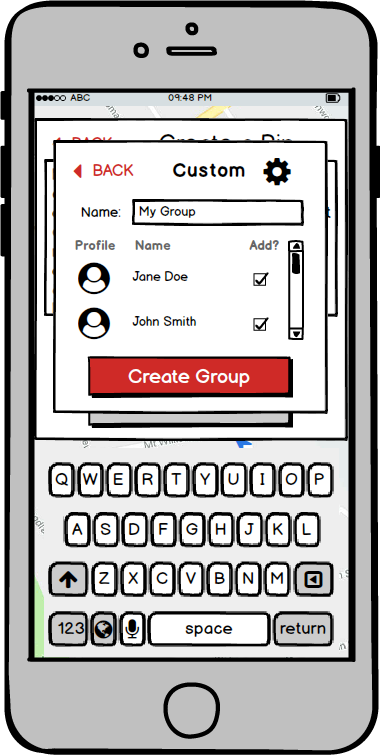 ABC 09:48 PM
BACK Create a Pin
BACK Custom
Name: My Group
Profile Name Add?
Jane Doe
John Smith
Create Group
Q W E R T Y U I O P
A S D F G H J K L
Z X C V B N M
123 space return